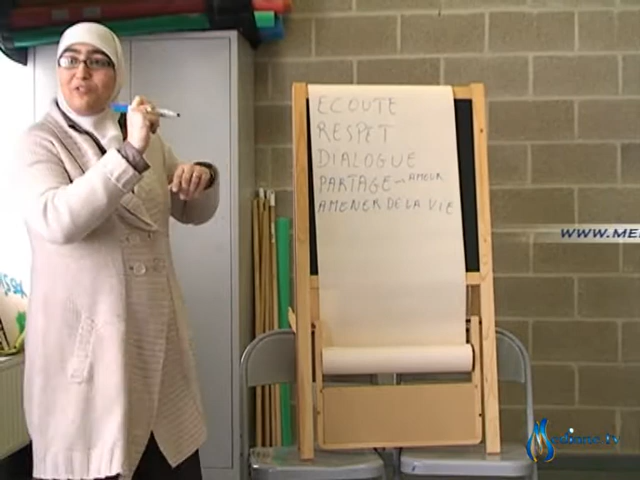 ECOUTE
RESPET
DIALOGUE
PARTAGE → AMOUR
AMENER DE LA VIE
www.ME